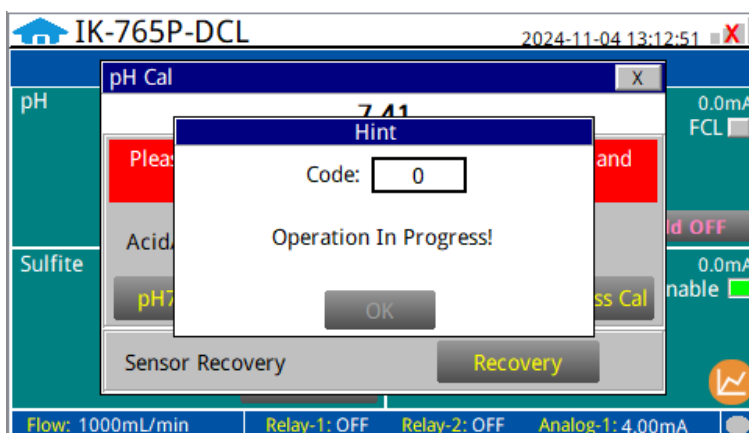 IK-765P-DCL
2024-11-04 13:12:51
X
pH Cal
X
pH
7.41
0.0mA
FCL
Hint
Code: 0
and
Operation In Progress!
OFF
Sulfite
0.0mA
OK
Cal
Sensor Recovery
Recovery
Flow: 1000mL/min
Relay-1: OFF
Relay-2: OFF
Analog-1: 4.00mA